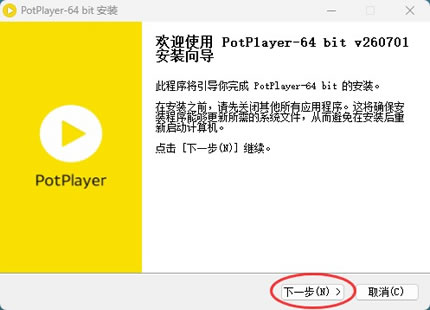 PotPlayer-64 bit 安装
欢迎使用 PotPlayer-64 bit v260701
安装向导
此程序将引导你完成 PotPlayer-64 bit 的安装。
在安装之前，请先关闭其他所有应用程序。这将确保安
装程序能够更新所需的系统文件，从而避免在安装后重
新启动计算机。
点击 [下一步(N)] 继续。
PotPlayer
下一步(N) >
取消(C)